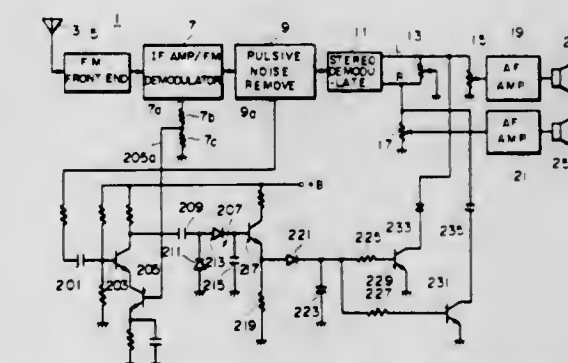 1
3
5
FM FRONT END
7
IF AMP/FM DEMODULATOR
7a
7b
7c
9
PULSIVE NOISE REMOVE
9a
11
STEREO DEMODU -LATE
L
R
13
15
17
19
AF AMP
21
AF AMP
25
205a
+B
201
203
205
209
211
207
213
215
217
219
221
223
225
227
229
231
233
235